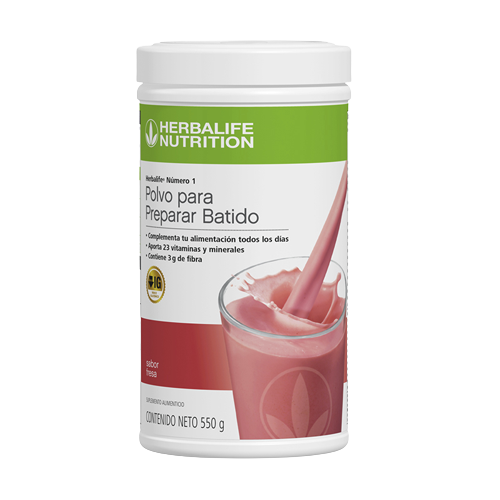 HERBALIFE
NUTRITION
Herbalife® Número 1
Polvo para
Preparar Batido
• Complementa tu alimentación todos los días
• Aporta 23 vitaminas y minerales
• Contiene 3 g de fibra
IG
sabor
fresa
SUPLEMENTO ALIMENTICIO
CONTENIDO NETO 550 g